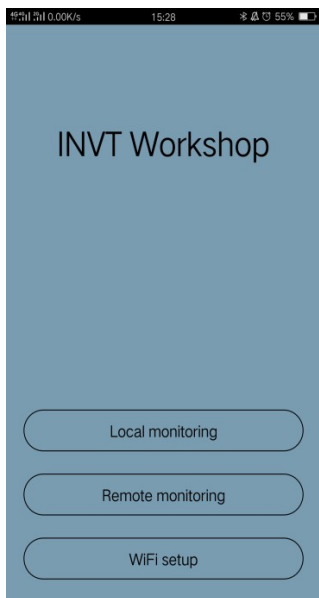 0.00K/s 15:28 55%
INVT Workshop
Local monitoring
Remote monitoring
WiFi setup